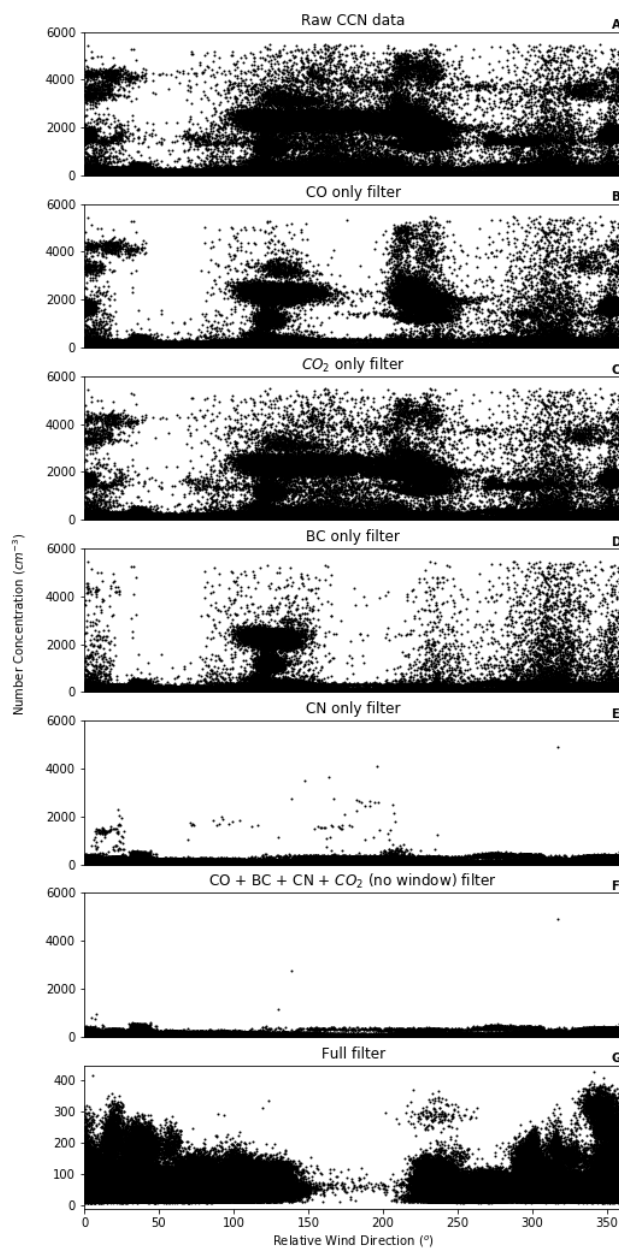 Raw CCN data
A
6000
4000
2000
0
CO only filter
B
6000
4000
2000
0
CO2 only filter
C
6000
4000
2000
0
BC only filter
D
6000
4000
2000
0
Number Concentration (cm−3)
CN only filter
E
6000
4000
2000
0
CO + BC + CN + CO2 (no window) filter
F
6000
4000
2000
0
Full filter
G
400
300
200
100
0
0 50 100 150 200 250 300 350
Relative Wind Direction (o)